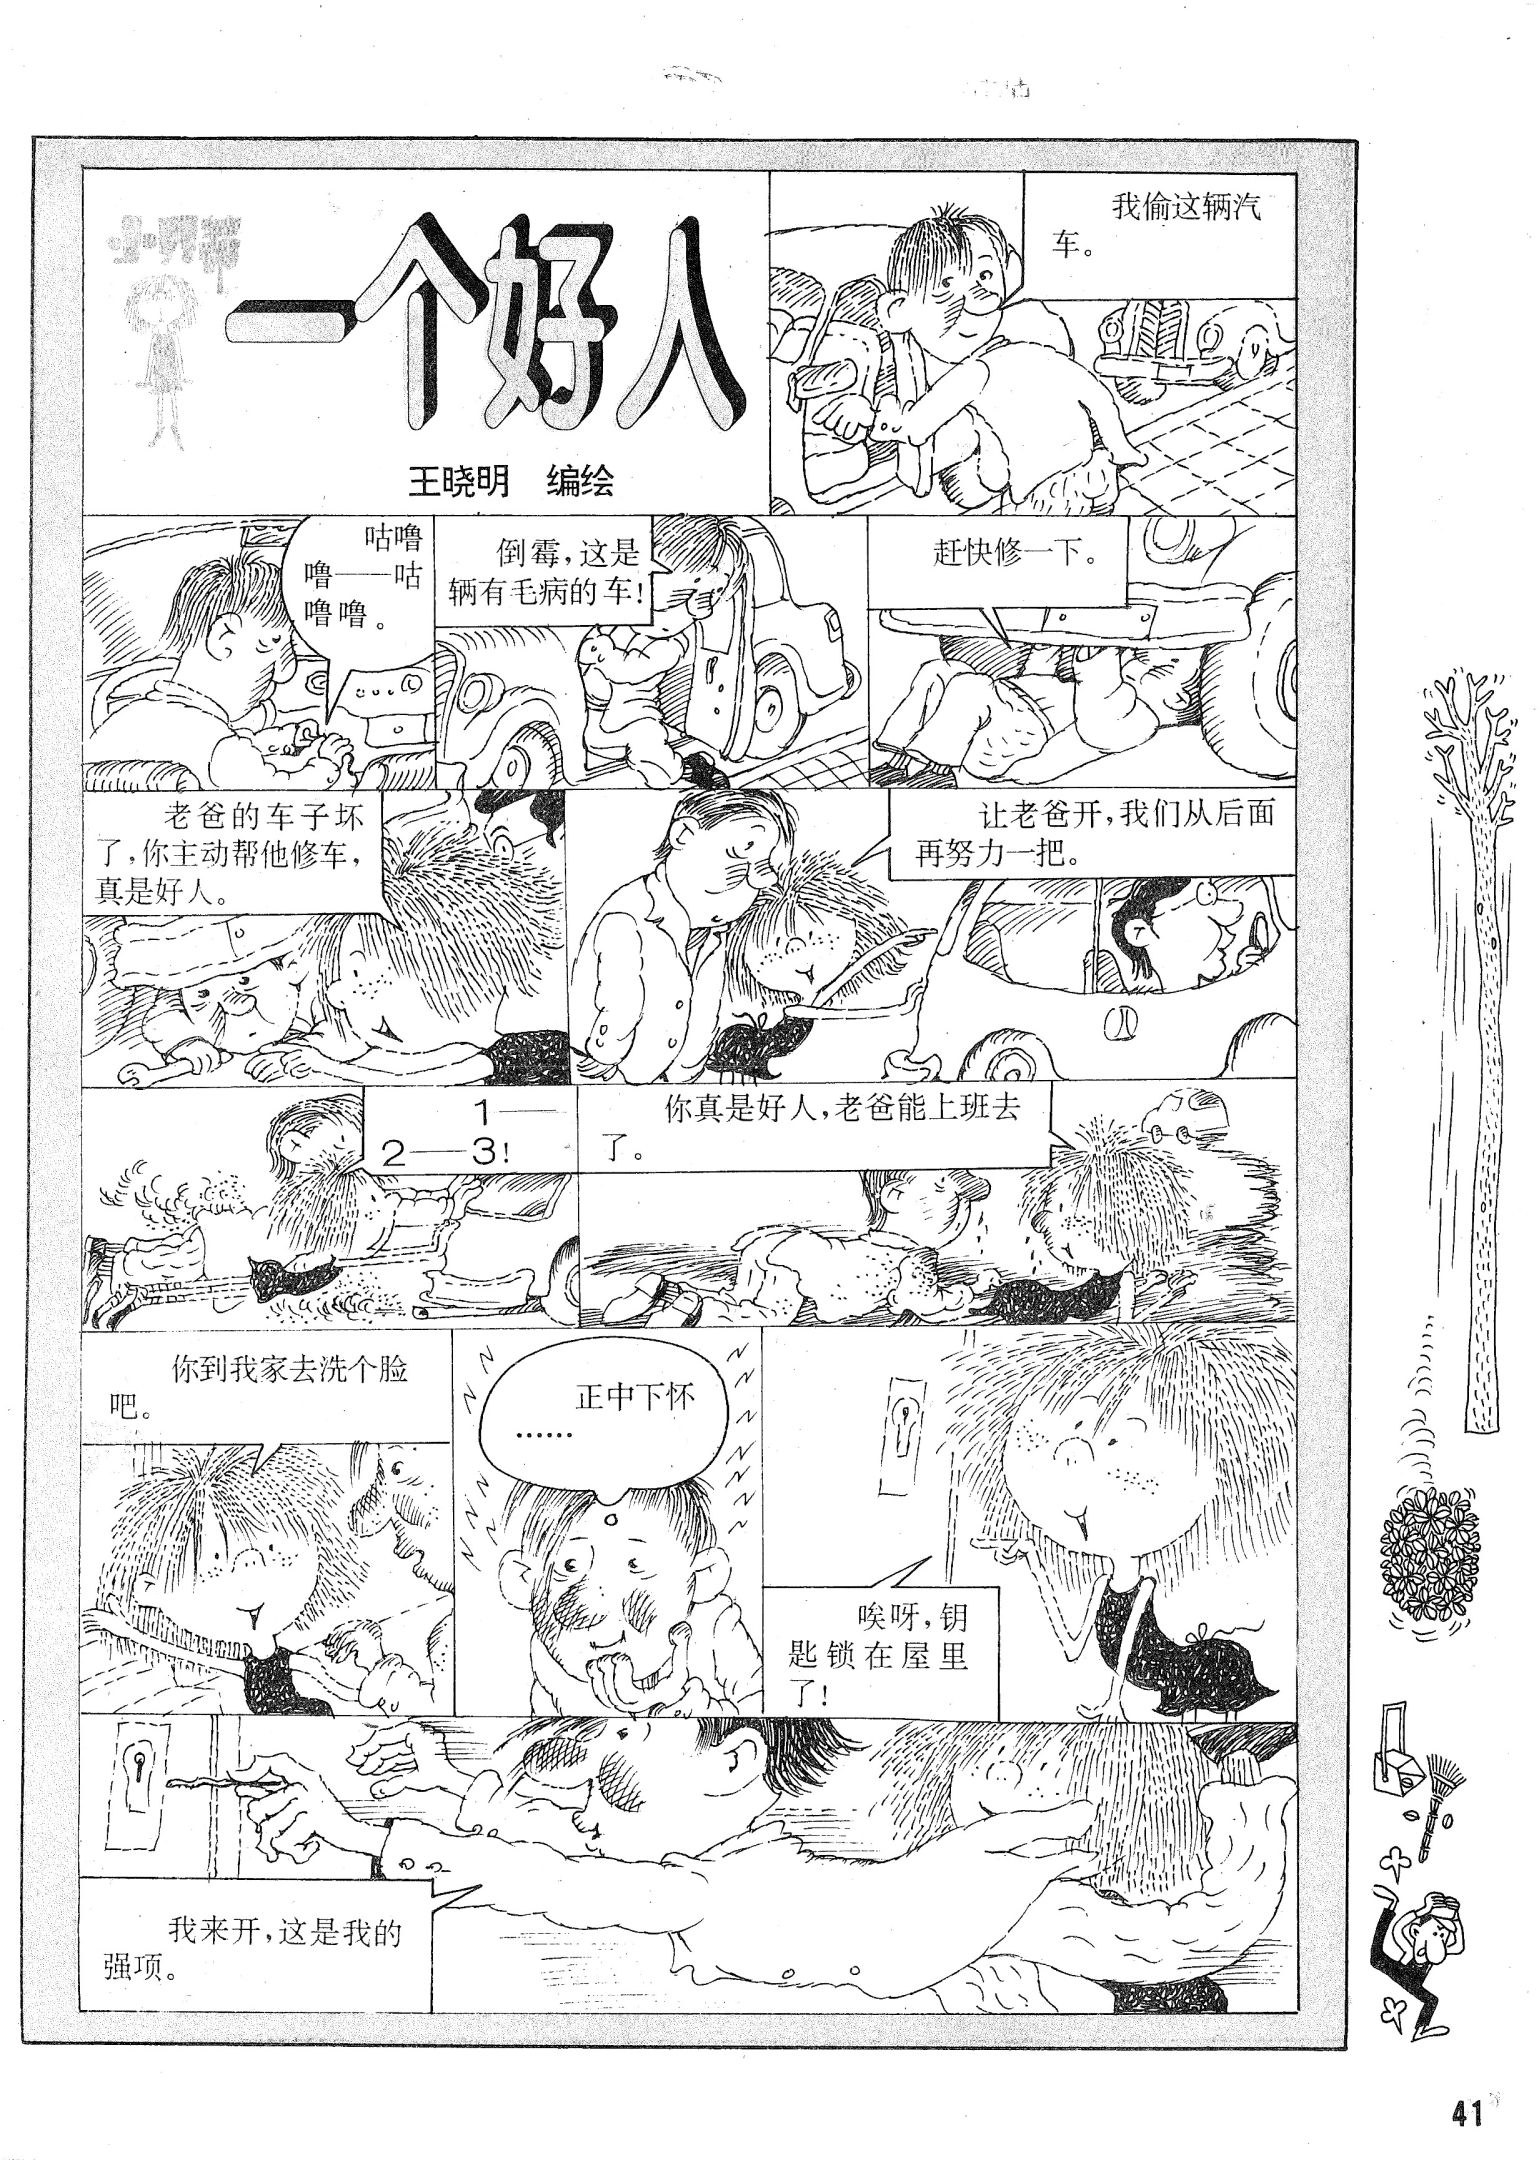 一个好人
王晓明 编绘
我偷这辆汽
车。
咕噜
噜——咕
噜噜。
倒霉，这是
辆有毛病的车！
赶快修一下。
老爸的车子坏
了，你主动帮他修车，
真是好人。
让老爸开，我们从后面
再努力一把。
1—
2—3！
你真是好人，老爸能上班去
了。
你到我家去洗个脸
吧。
正中下怀
……
唉呀，钥
匙锁在屋里
了！
我来开，这是我的
强项。
41